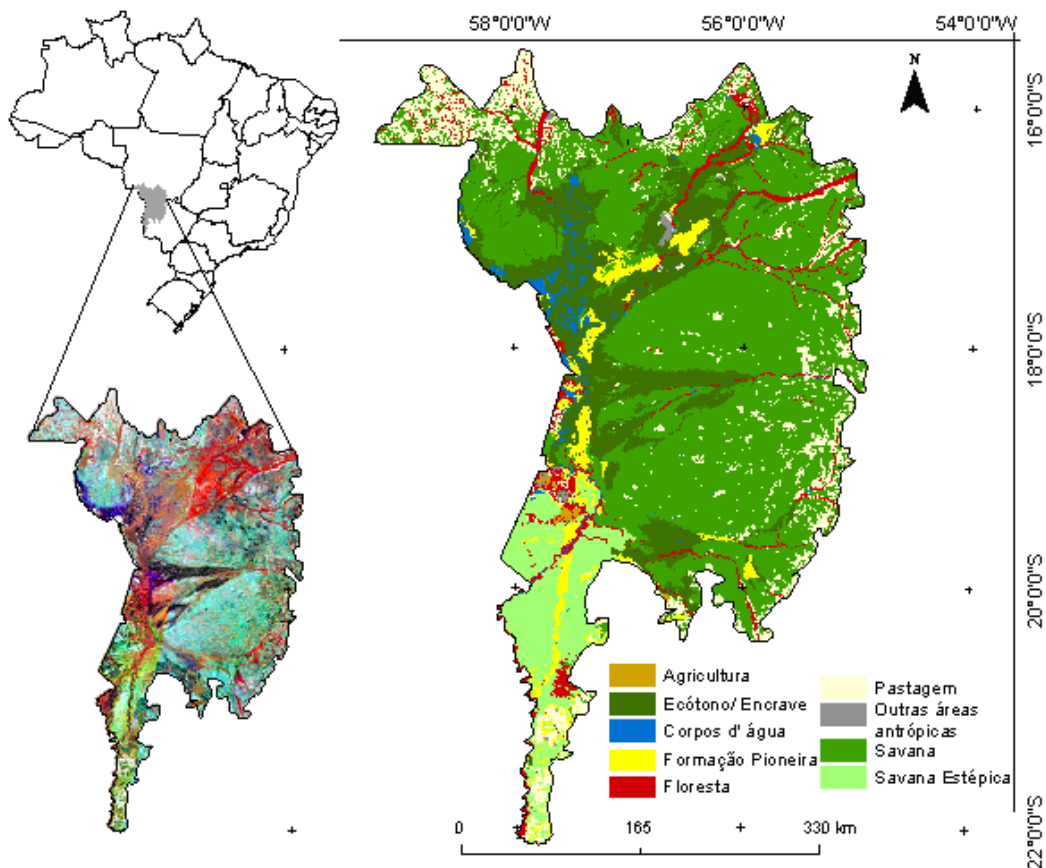 58°0'0"W
56°0'0"W
54°0'0"W
N
16°0'0"S
18°0'0"S
20°0'0"S
22°0'0"S
Agricultura
Ecótono/ Encrave
Corpos d' água
Formação Pioneira
Floresta
Pastagem
Outras áreas
antrópicas
Savana
Savana Estépica
0 165 330 km